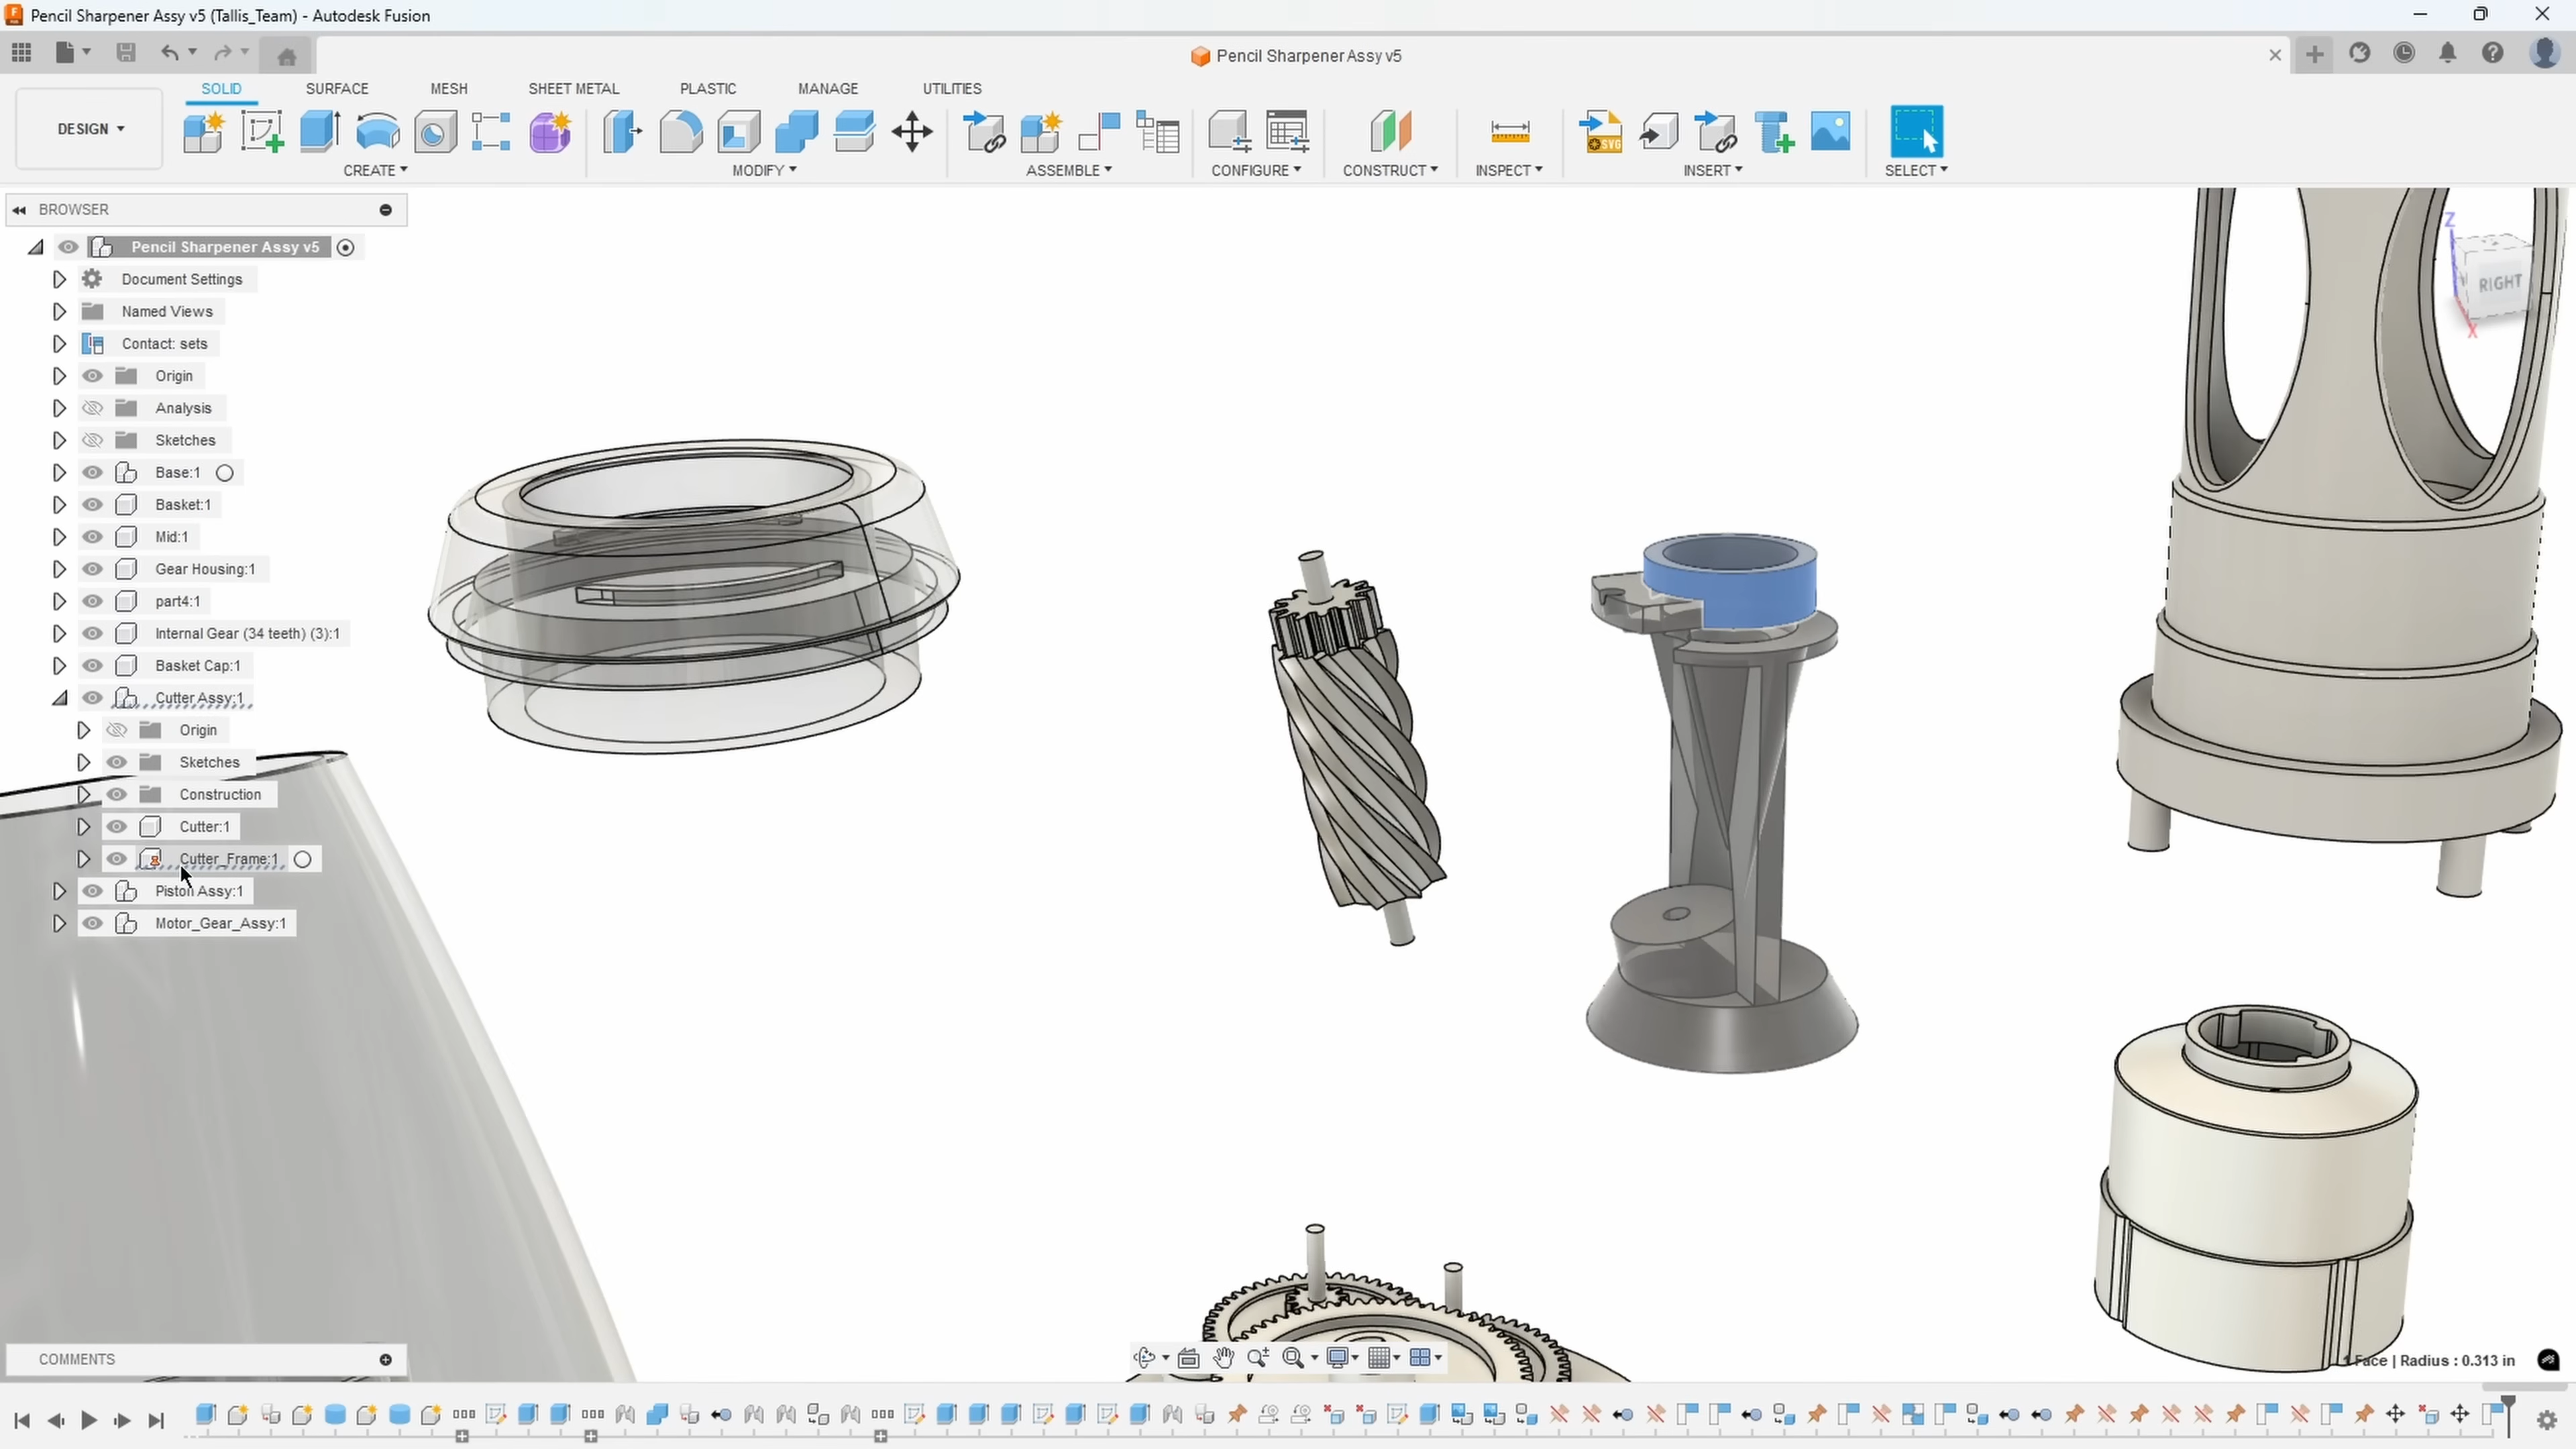 Pencil Sharpener Assy v5 (Tallis_Team) - Autodesk Fusion
Pencil Sharpener Assy v5
SOLID SURFACE MESH SHEET METAL PLASTIC MANAGE UTILITIES
DESIGN
SVG
CREATE MODIFY ASSEMBLE CONFIGURE CONSTRUCT INSPECT INSERT SELECT
BROWSER
Pencil Sharpener Assy v5
Document Settings
Named Views
Contact: sets
Origin
Analysis
Sketches
Base:1
Basket:1
Mid:1
Gear Housing:1
part4:1
Internal Gear (34 teeth) (3):1
Basket Cap:1
Cutter Assy:1
Origin
Sketches
Construction
Cutter:1
Cutter_Frame:1
Piston Assy:1
Motor_Gear_Assy:1
Z
RIGHT
X
COMMENTS
1 Face | Radius : 0.313 in